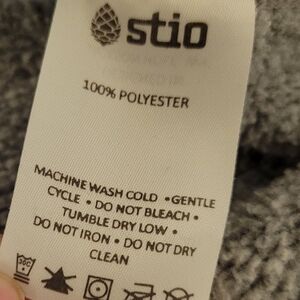 stio
100% POLYESTER
MACHINE WASH COLD • GENTLE
CYCLE • DO NOT BLEACH •
TUMBLE DRY LOW •
DO NOT IRON • DO NOT DRY
CLEAN
30C